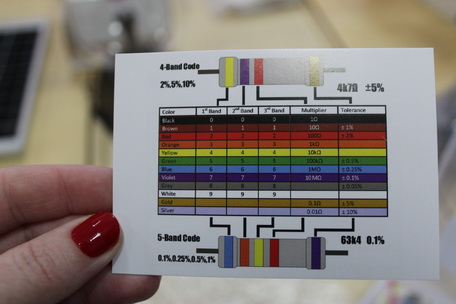 4-Band Code
2%,5%,10%
4k7Ω ±5%
Color 1st Band 2nd Band 3rd Band Multiplier Tolerance
Black 0 0 0 1Ω
Brown 1 1 1 10Ω ± 1%
Red 2 2 2 100Ω ± 2%
Orange 3 3 3 1kΩ
Yellow 4 4 4 10kΩ
Green 5 5 5 100kΩ ± 0.5%
Blue 6 6 6 1MΩ ± 0.25%
Violet 7 7 7 10MΩ ± 0.1%
Grey 8 8 8 ± 0.05%
White 9 9 9
Gold 0.1Ω ± 5%
Silver 0.01Ω ± 10%
5-Band Code
0.1%,0.25%,0.5%,1%
63k4 0.1%